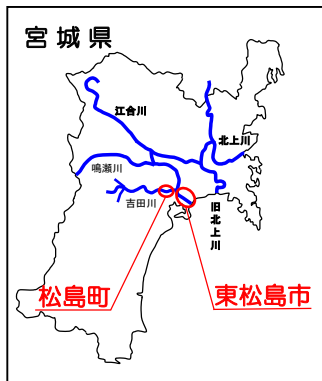 宮城県
江合川
北上川
鳴瀬川
吉田川
旧北上川
松島町
東松島市